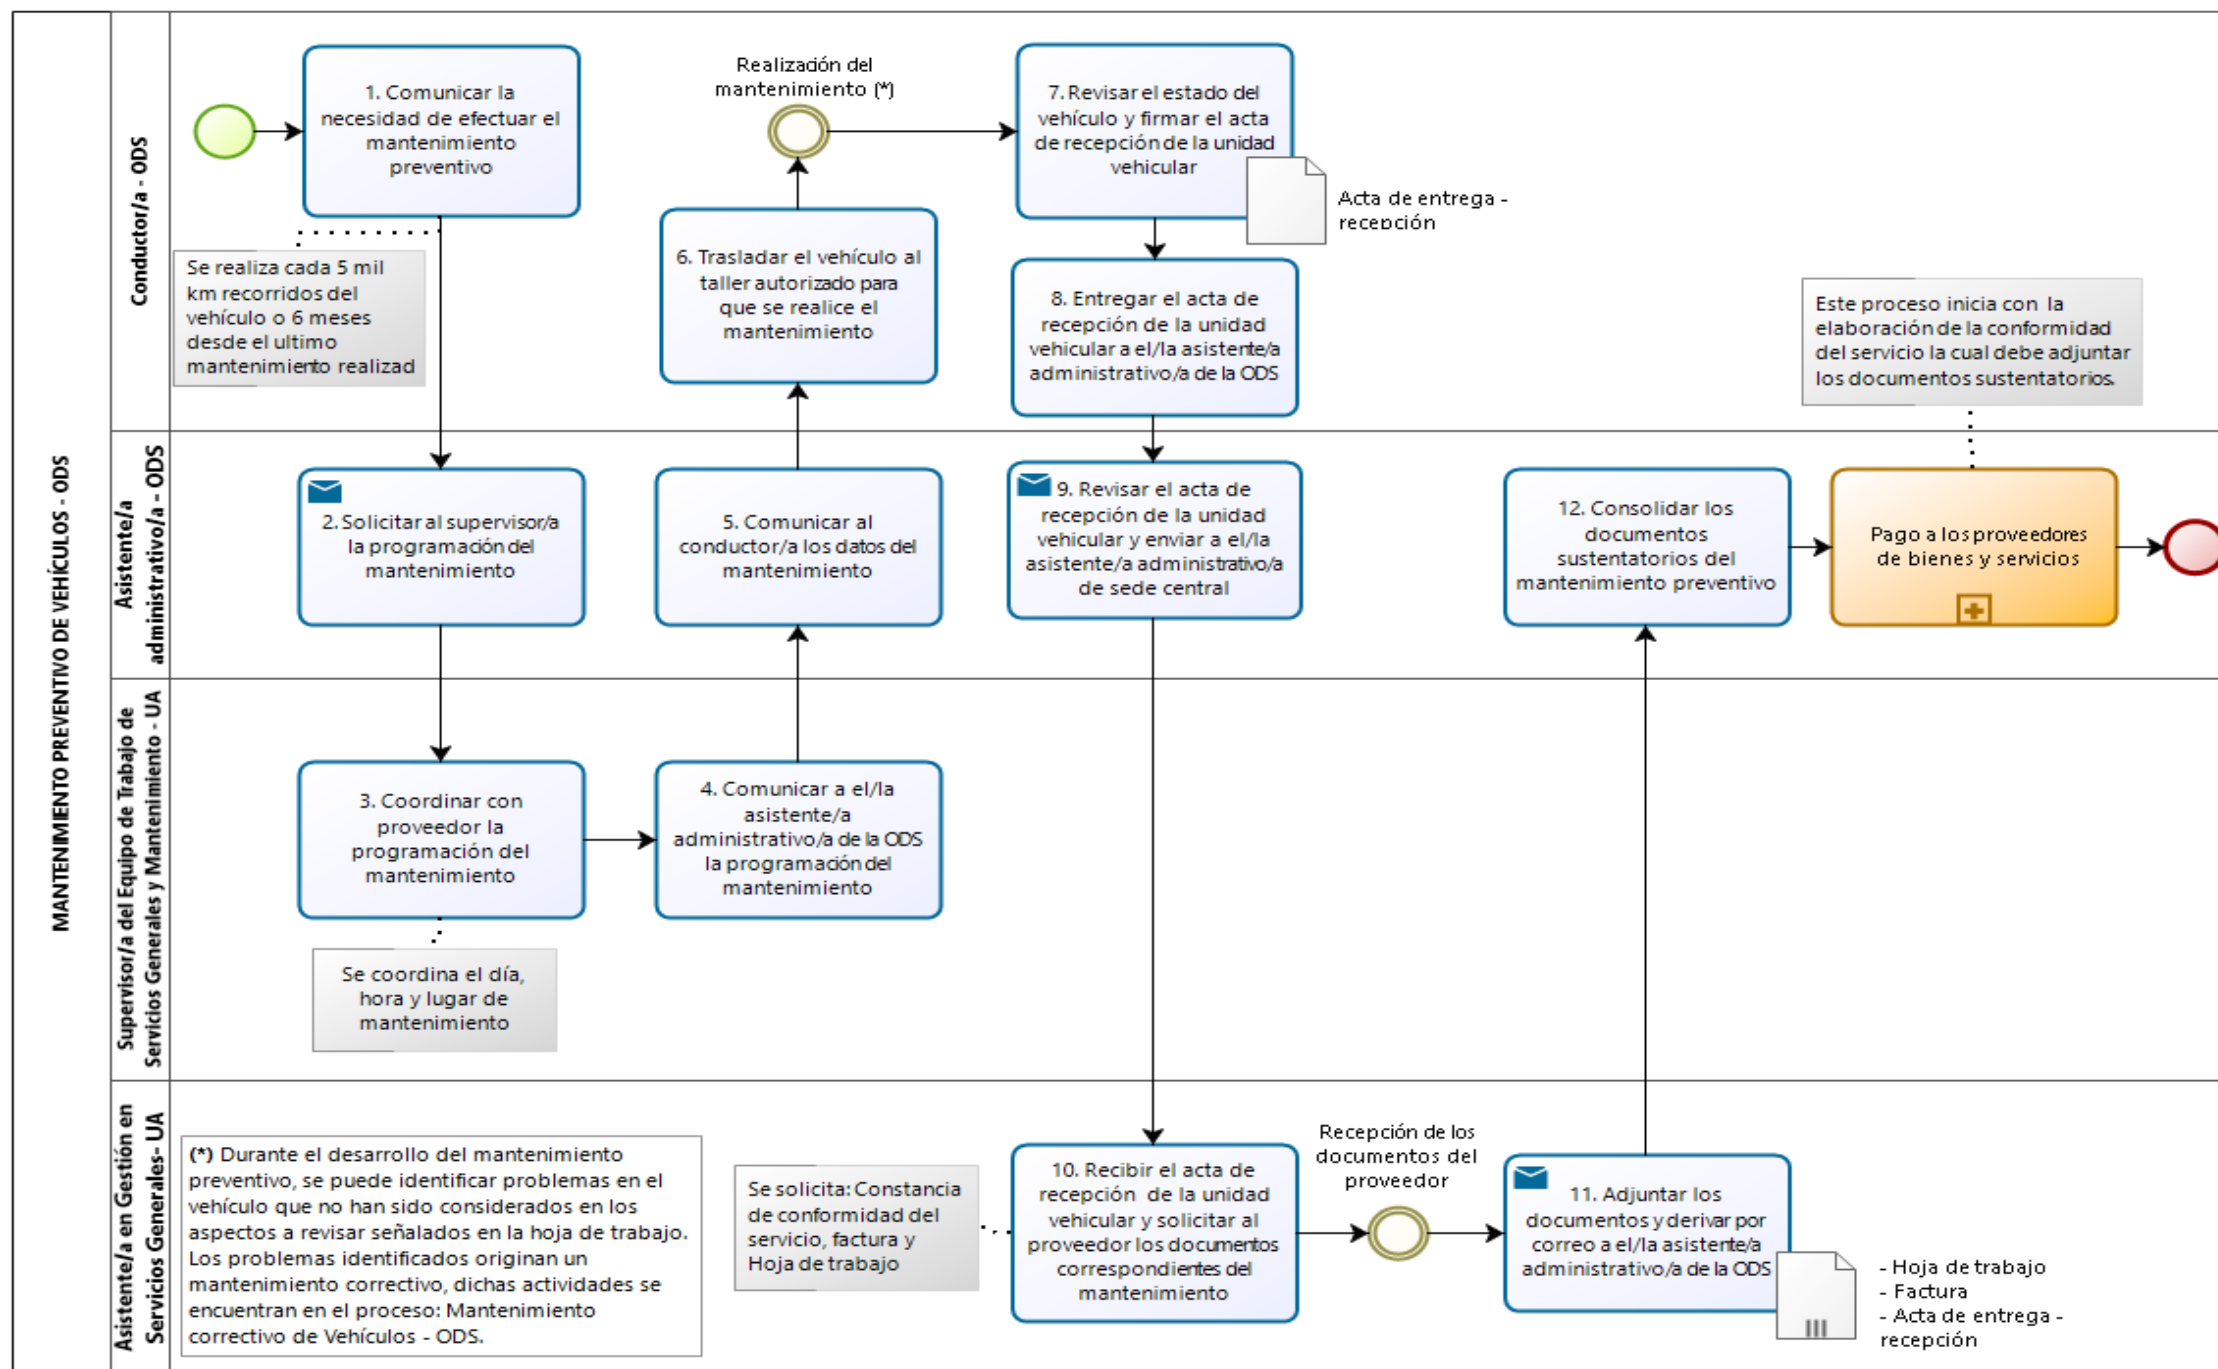 MANTENIMIENTO PREVENTIVO DE VEHÍCULOS - ODS
Conductor/a - ODS
1. Comunicar la
necesidad de efectuar el
mantenimiento
preventivo
Se realiza cada 5 mil
km recorridos del
vehículo o 6 meses
desde el ultimo
mantenimiento realizad
Realización del
mantenimiento (*)
6. Trasladar el vehículo al
taller autorizado para
que se realice el
mantenimiento
7. Revisar el estado del
vehículo y firmar el acta
de recepción de la unidad
vehicular
Acta de entrega -
recepción
8. Entregar el acta de
recepción de la unidad
vehicular a el/la asistente/a
administrativo/a de la ODS
Este proceso inicia con la
elaboración de la conformidad
del servicio la cual debe adjuntar
los documentos sustentatorios.
Asistente/a
administrativo/a - ODS
2. Solicitar al supervisor/a
la programación del
mantenimiento
5. Comunicar al
conductor/a los datos del
mantenimiento
9. Revisar el acta de
recepción de la unidad
vehicular y enviar a el/la
asistente/a administrativo/a
de sede central
12. Consolidar los
documentos
sustentatorios del
mantenimiento preventivo
Pago a los proveedores
de bienes y servicios
Supervisor/a del Equipo de Trabajo de
Servicios Generales y Mantenimiento - UA
3. Coordinar con
proveedor la
programación del
mantenimiento
Se coordina el día,
hora y lugar de
mantenimiento
4. Comunicar a el/la
asistente/a
administrativo/a de la ODS
la programación del
mantenimiento
Asistente/a en Gestión en
Servicios Generales- UA
(*) Durante el desarrollo del mantenimiento
preventivo, se puede identificar problemas en el
vehículo que no han sido considerados en los
aspectos a revisar señalados en la hoja de trabajo.
Los problemas identificados originan un
mantenimiento correctivo, dichas actividades se
encuentran en el proceso: Mantenimiento
correctivo de Vehículos - ODS.
Se solicita: Constancia
de conformidad del
servicio, factura y
Hoja de trabajo
10. Recibir el acta de
recepción de la unidad
vehicular y solicitar al
proveedor los documentos
correspondientes del
mantenimiento
Recepción de los
documentos del
proveedor
11. Adjuntar los
documentos y derivar por
correo a el/la asistente/a
administrativo/a de la ODS
- Hoja de trabajo
- Factura
- Acta de entrega -
recepción